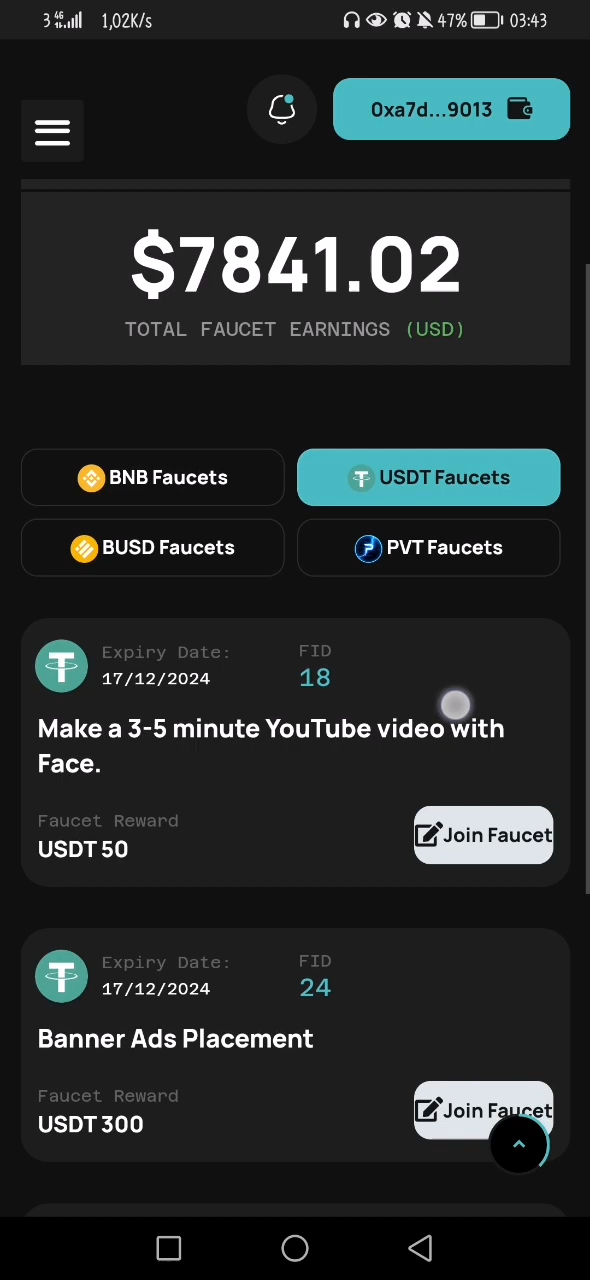 3 4G 1,02K/s 47% 03:43
0xa7d...9013
$7841.02
TOTAL FAUCET EARNINGS (USD)
BNB Faucets
USDT Faucets
BUSD Faucets
PVT Faucets
Expiry Date:
17/12/2024
FID
18
Make a 3-5 minute YouTube video with
Face.
Faucet Reward
USDT 50
Join Faucet
Expiry Date:
17/12/2024
FID
24
Banner Ads Placement
Faucet Reward
USDT 300
Join Faucet